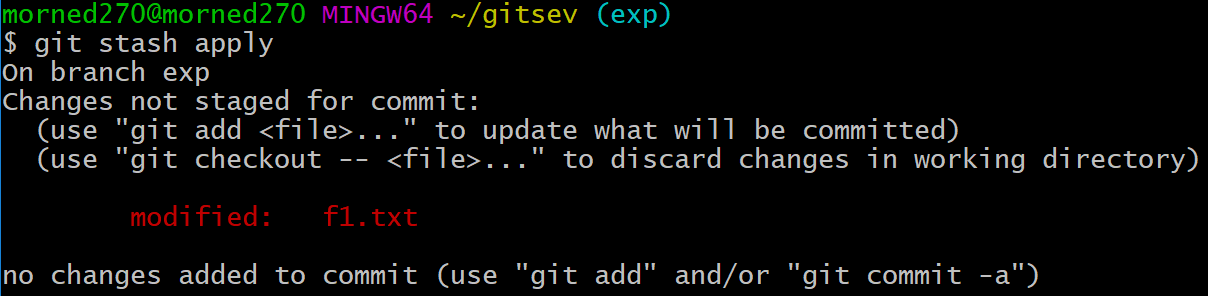 morned270@morned270 MINGW64 ~/gitsev (exp)
$ git stash apply
On branch exp
Changes not staged for commit:
  (use "git add <file>..." to update what will be committed)
  (use "git checkout -- <file>..." to discard changes in working directory)
        modified:   f1.txt
no changes added to commit (use "git add" and/or "git commit -a")